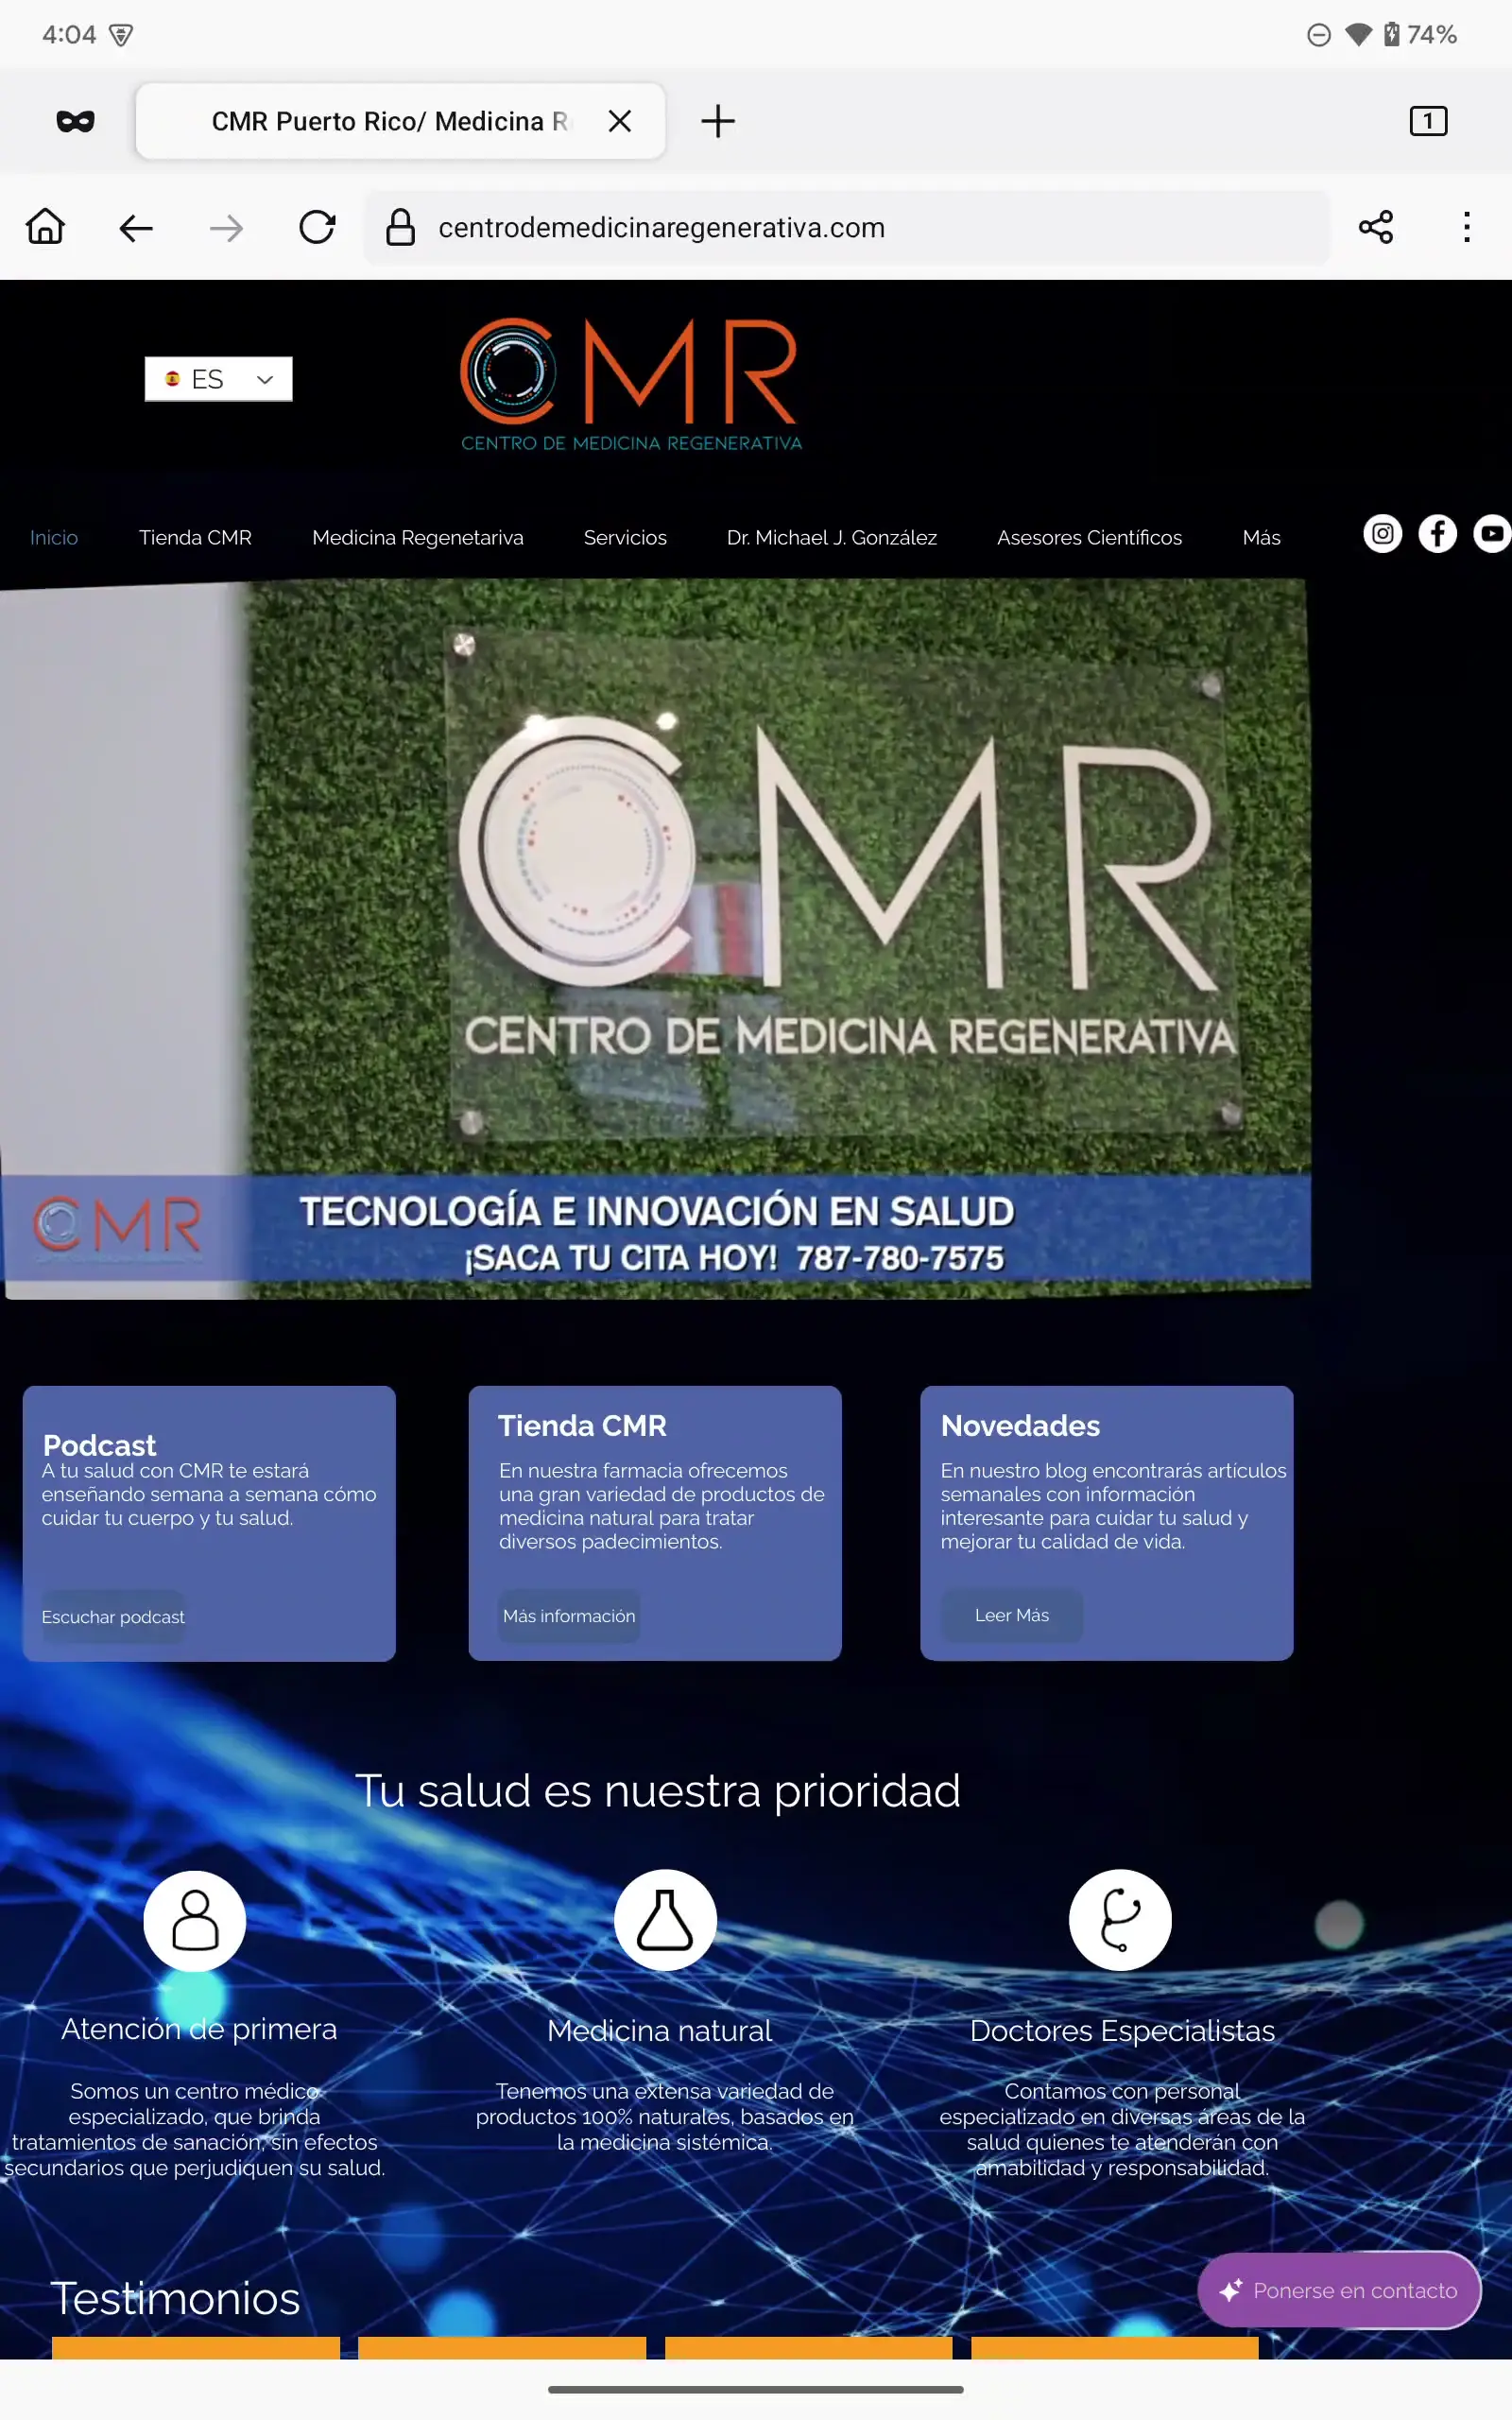 4:04
74%
CMR Puerto Rico/ Medicina R
1
centrodemedicinaregenerativa.com
ES
CMR
CENTRO DE MEDICINA REGENERATIVA
Inicio
Tienda CMR
Medicina Regenetariva
Servicios
Dr. Michael J. González
Asesores Científicos
Más
CMR
CENTRO DE MEDICINA REGENERATIVA
CMR
TECNOLOGÍA E INNOVACIÓN EN SALUD
¡SACA TU CITA HOY! 787-780-7575
Podcast
A tu salud con CMR te estará
enseñando semana a semana cómo
cuidar tu cuerpo y tu salud.
Escuchar podcast
Tienda CMR
En nuestra farmacia ofrecemos
una gran variedad de productos de
medicina natural para tratar
diversos padecimientos.
Más información
Novedades
En nuestro blog encontrarás artículos
semanales con información
interesante para cuidar tu salud y
mejorar tu calidad de vida.
Leer Más
Tu salud es nuestra prioridad
Atención de primera
Somos un centro médico
especializado, que brinda
tratamientos de sanación, sin efectos
secundarios que perjudiquen su salud.
Medicina natural
Tenemos una extensa variedad de
productos 100% naturales, basados en
la medicina sistémica.
Doctores Especialistas
Contamos con personal
especializado en diversas áreas de la
salud quienes te atenderán con
amabilidad y responsabilidad.
Testimonios
Ponerse en contacto